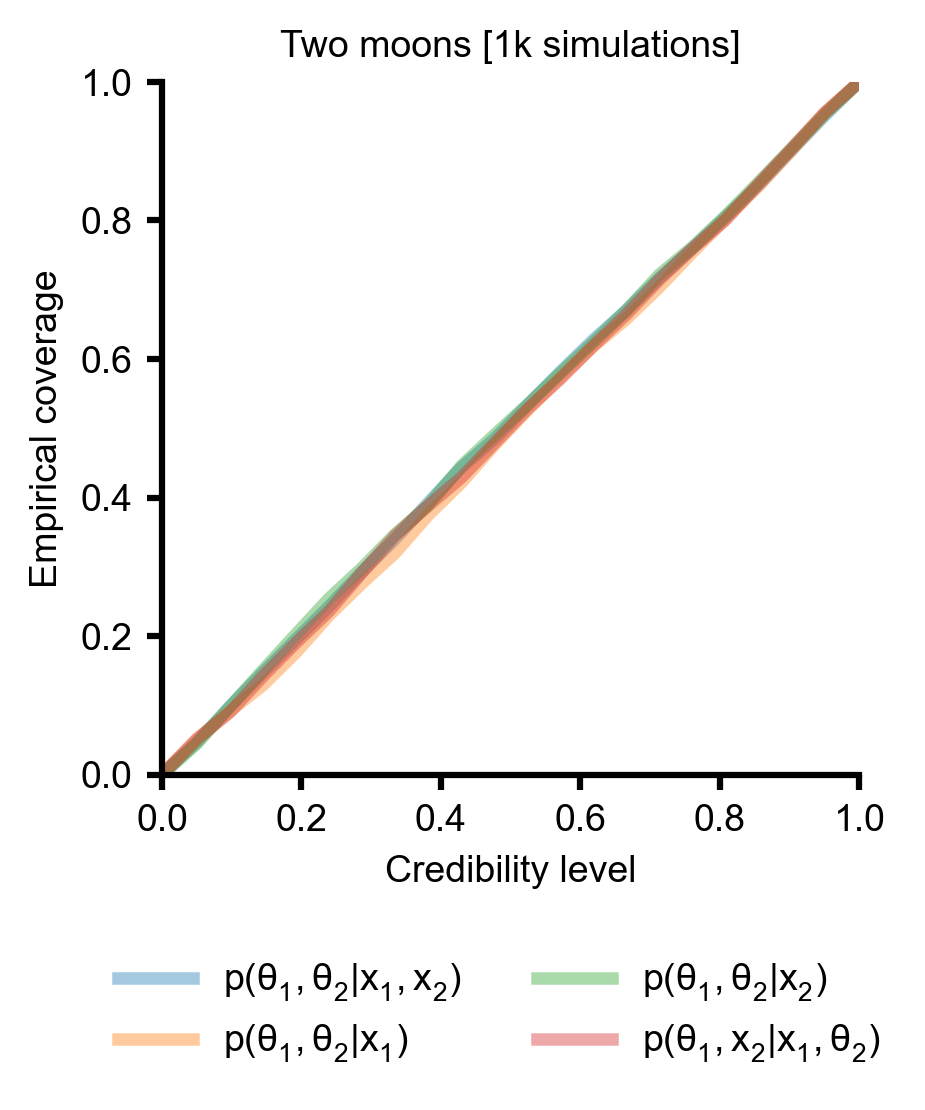 Two moons [1k simulations]
1.0
0.8
0.6
0.4
0.2
0.0
Empirical coverage
0.0 0.2 0.4 0.6 0.8 1.0
Credibility level
p(θ₁, θ₂|x₁, x₂) p(θ₁, θ₂|x₂)
p(θ₁, θ₂|x₁) p(θ₁, x₂|x₁, θ₂)